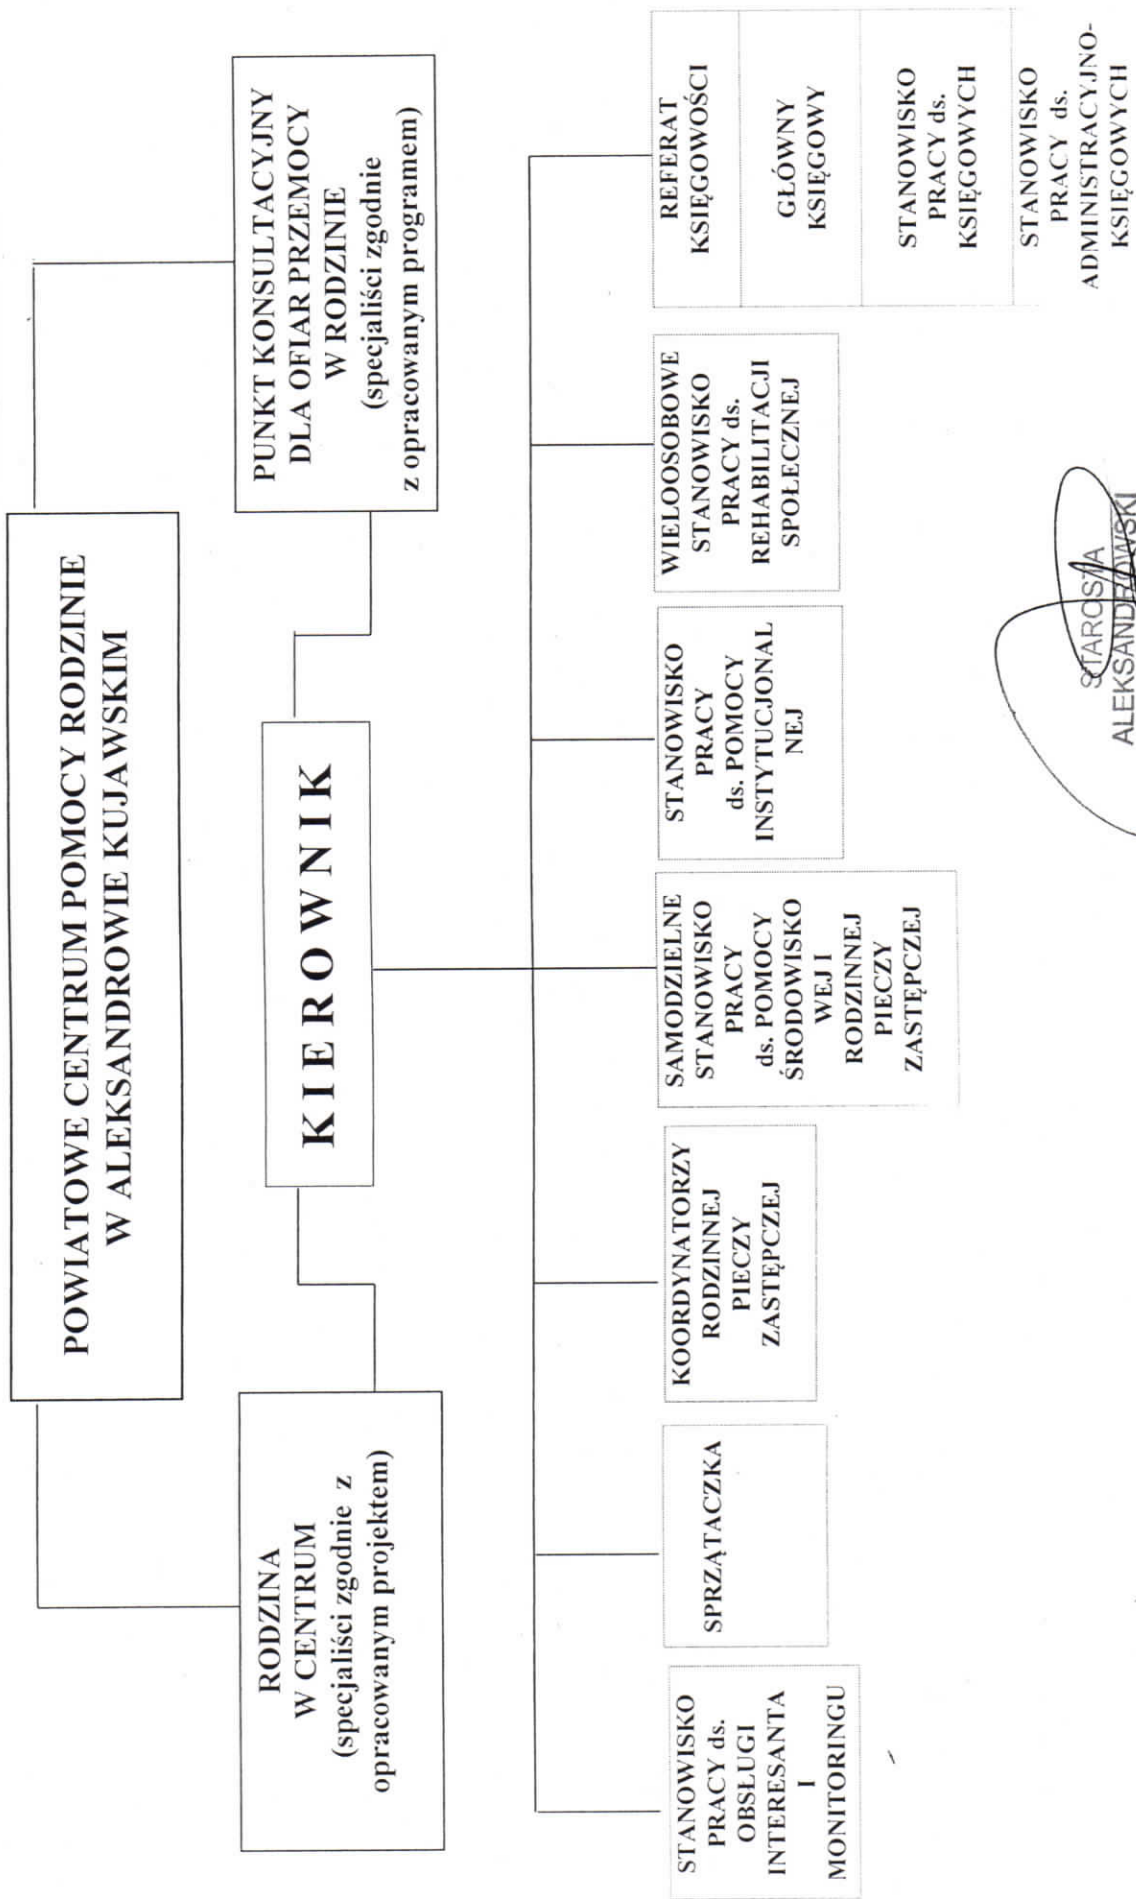 POWIATOWE CENTRUM POMOCY RODZINIE
W ALEKSANDROWIE KUJAWSKIM
RODZINA
W CENTRUM
(specjaliści zgodnie z
opracowanym projektem)
KIEROWNIK
PUNKT KONSULTACYJNY
DLA OFIAR PRZEMOCY
W RODZINIE
(specjaliści zgodnie
z opracowanym programem)
STANOWISKO
PRACY ds.
OBSŁUGI
INTERESANTA
I
MONITORINGU
SPRZĄTACZKA
KOORDYNATORZY
RODZINNEJ
PIECZY
ZASTĘPCZEJ
SAMODZIELNE
STANOWISKO
PRACY
ds. POMOCY
ŚRODOWISKO
WEJ I
RODZINNEJ
PIECZY
ZASTĘPCZEJ
STANOWISKO
PRACY
ds. POMOCY
INSTYTUCJONAL
NEJ
WIELOOSOBOWE
STANOWISKO
PRACY ds.
REHABILITACJI
SPOŁECZNEJ
REFERAT
KSIĘGOWOŚCI
GŁÓWNY
KSIĘGOWY
STANOWISKO
PRACY ds.
KSIĘGOWYCH
STANOWISKO
PRACY ds.
ADMINISTRACYJNO-
KSIĘGOWYCH
STAROSTA
ALEKSANDROWSKI